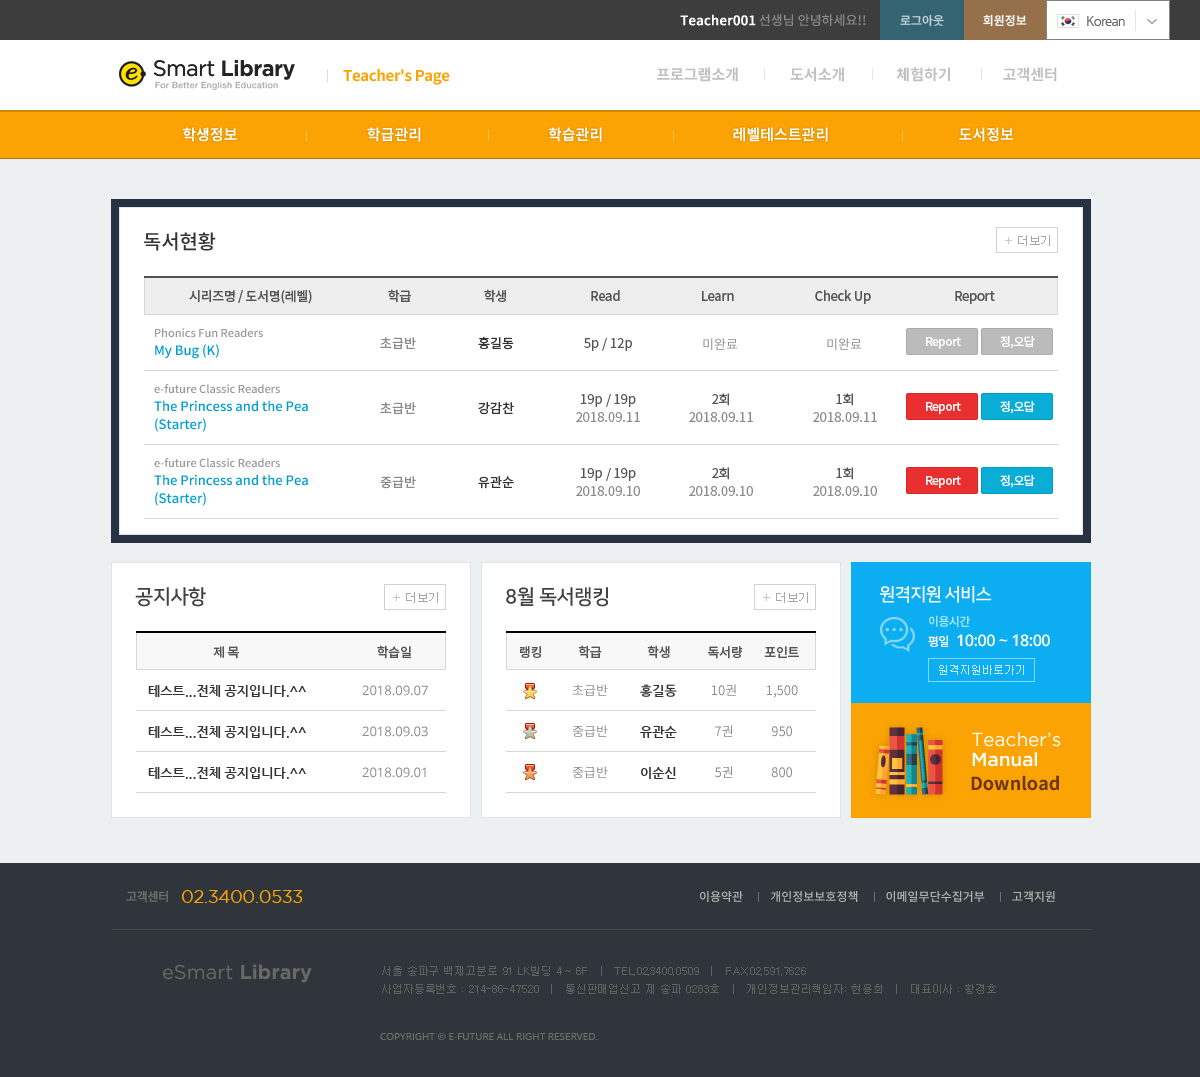 Teacher001 선생님 안녕하세요!! 로그아웃 회원정보 Korean
e Smart Library Teacher's Page 프로그램소개 도서소개 체험하기 고객센터
For Better English Education
학생정보 학급관리 학습관리 레벨테스트관리 도서정보
독서현황 + 더보기
시리즈명 / 도서명(레벨) 학급 학생 Read Learn Check Up Report
Phonics Fun Readers
My Bug (K) 초급반 홍길동 5p / 12p 미완료 미완료 Report 정,오답
e-future Classic Readers
The Princess and the Pea
(Starter) 초급반 강감찬 19p / 19p 2회 1회 Report 정,오답
2018.09.11 2018.09.11 2018.09.11
e-future Classic Readers
The Princess and the Pea
(Starter) 중급반 유관순 19p / 19p 2회 1회 Report 정,오답
2018.09.10 2018.09.10 2018.09.10
공지사항 + 더보기
제 목 학습일
테스트...전체 공지입니다.^^ 2018.09.07
테스트...전체 공지입니다.^^ 2018.09.03
테스트...전체 공지입니다.^^ 2018.09.01
8월 독서랭킹 + 더보기
랭킹 학급 학생 독서량 포인트
초급반 홍길동 10권 1,500
중급반 유관순 7권 950
중급반 이순신 5권 800
원격지원 서비스
이용시간
평일 10:00 ~ 18:00
원격지원바로가기
Teacher's
Manual
Download
고객센터 02.3400.0533 이용약관 | 개인정보보호정책 | 이메일무단수집거부 | 고객지원
eSmart Library
서울 송파구 백제고분로 91 LK빌딩 4 ~ 6F | TEL.02.3400.0509 | FAX.02.591.7626
사업자등록번호 : 214-86-47520 | 통신판매업신고 제 송파 0283호 | 개인정보관리책임자: 현용희 | 대표이사 : 황경호
COPYRIGHT © E-FUTURE ALL RIGHT RESERVED.